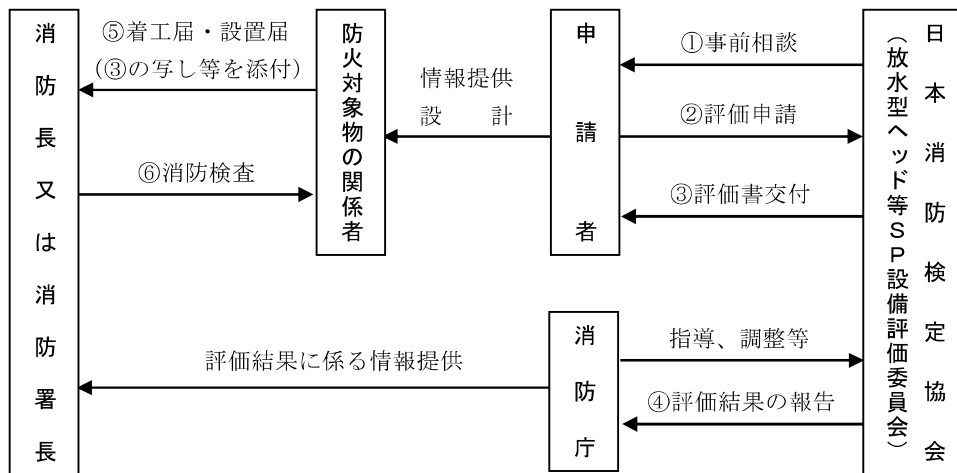 消防長又は消防署長
⑤着工届・設置届
（③の写し等を添付）
⑥消防検査
防火対象物の関係者
情報提供
設　　計
申請者
①事前相談
②評価申請
③評価書交付
日本消防検定協会
（放水型ヘッド等ＳＰ設備評価委員会）
評価結果に係る情報提供
消防庁
指導、調整等
④評価結果の報告